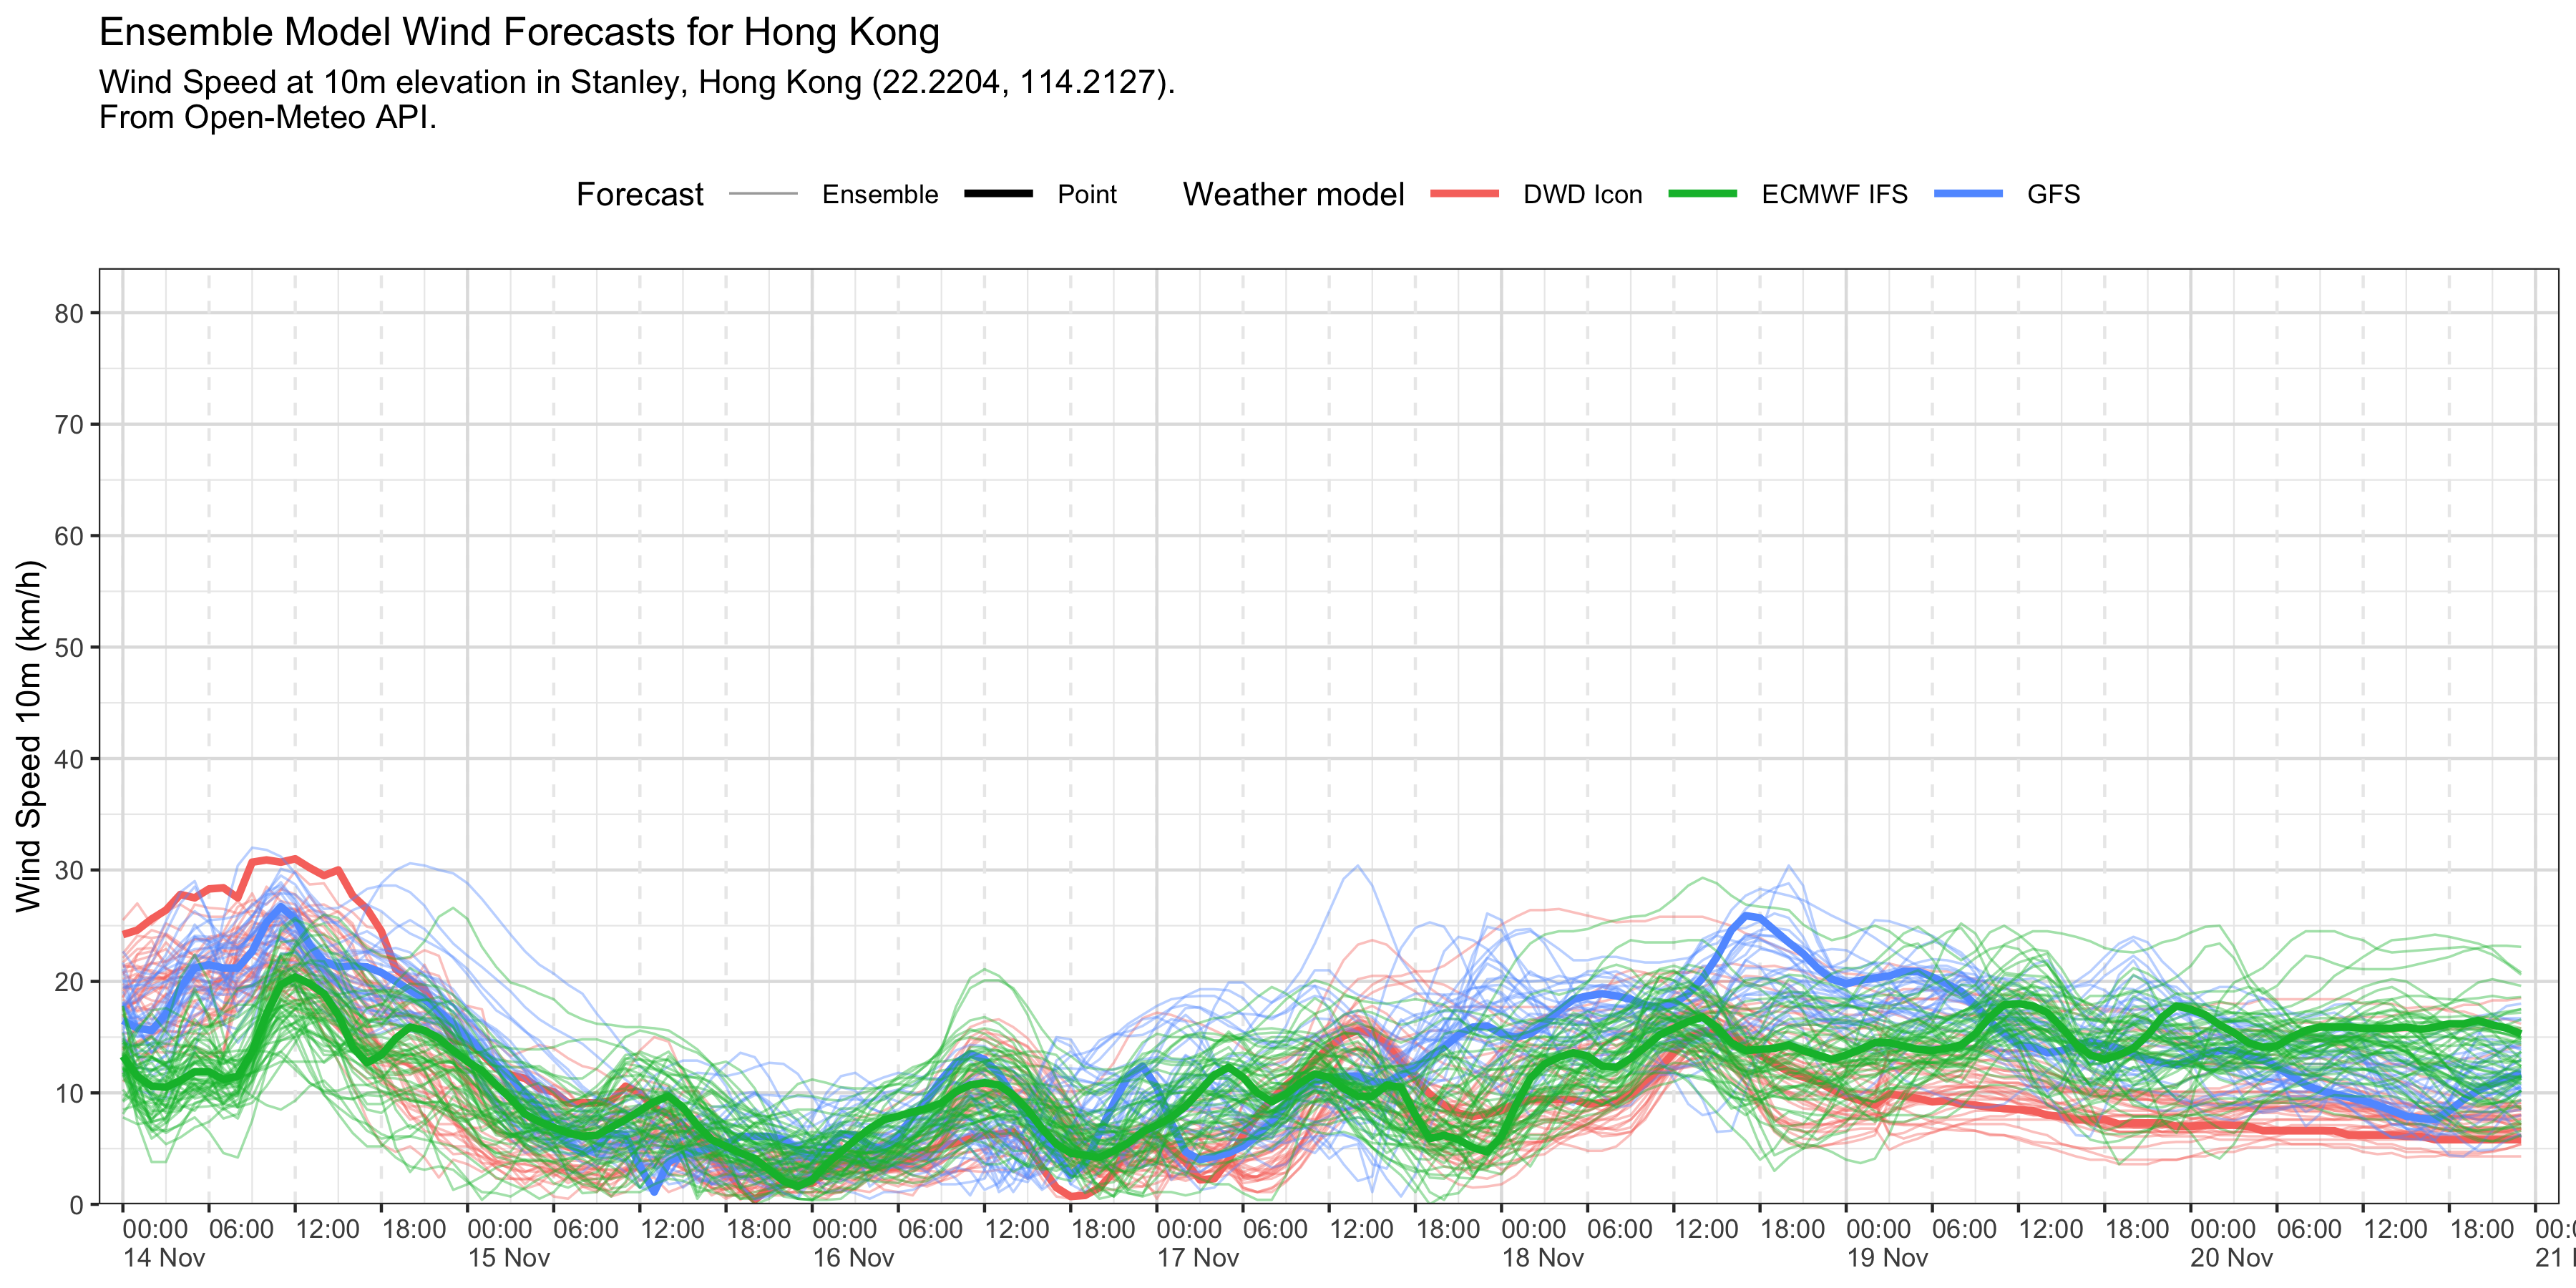 Ensemble Model Wind Forecasts for Hong Kong
Wind Speed at 10m elevation in Stanley, Hong Kong (22.2204, 114.2127).
From Open-Meteo API.
Forecast Ensemble Point Weather model DWD Icon ECMWF IFS GFS
Wind Speed 10m (km/h)
80
70
60
50
40
30
20
10
0
00:00 06:00 12:00 18:00 00:00 06:00 12:00 18:00 00:00 06:00 12:00 18:00 00:00 06:00 12:00 18:00 00:00 06:00 12:00 18:00 00:00 06:00 12:00 18:00 00:00 06:00 12:00 18:00
14 Nov 15 Nov 16 Nov 17 Nov 18 Nov 19 Nov 20 Nov 21